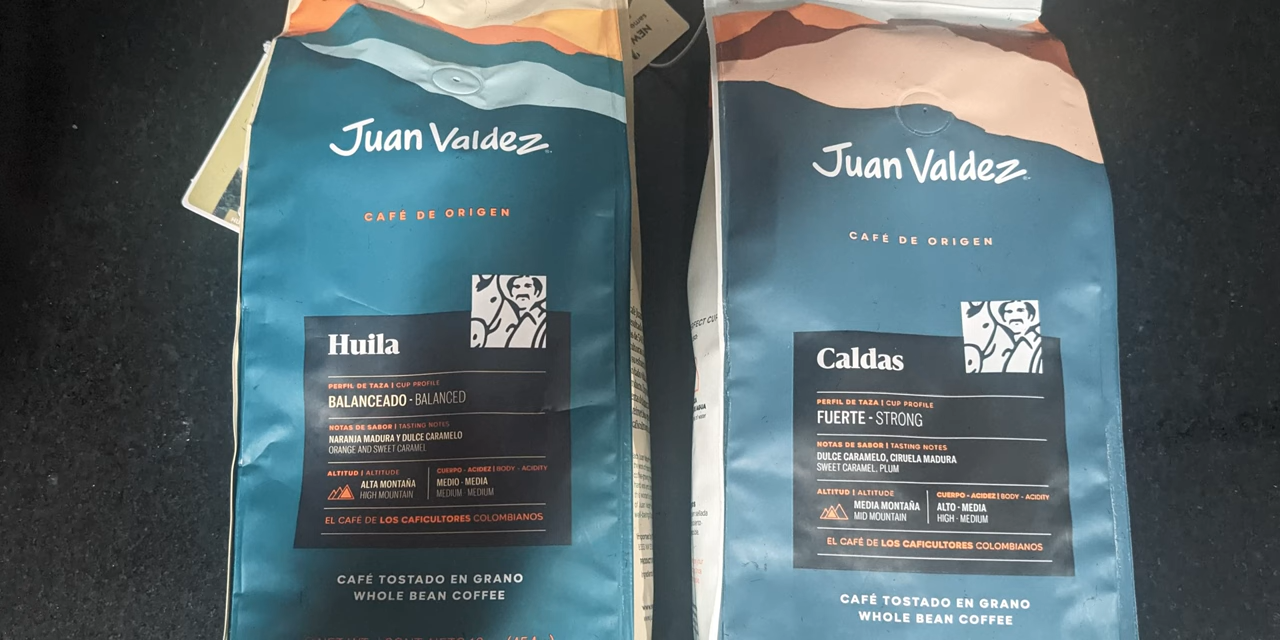 NEW
Juan Valdez
CAFÉ DE ORIGEN
Huila
PERFIL DE TAZA | CUP PROFILE
BALANCEADO - BALANCED
NOTAS DE SABOR | TASTING NOTES
NARANJA MADURA Y DULCE CARAMELO
ORANGE AND SWEET CARAMEL
ALTITUD | ALTITUDE
ALTA MONTAÑA
HIGH MOUNTAIN
CUERPO - ACIDEZ | BODY - ACIDITY
MEDIO - MEDIA
MEDIUM - MEDIUM
EL CAFÉ DE LOS CAFICULTORES COLOMBIANOS
CAFÉ TOSTADO EN GRANO
WHOLE BEAN COFFEE
Juan Valdez
CAFÉ DE ORIGEN
Caldas
PERFIL DE TAZA | CUP PROFILE
FUERTE - STRONG
NOTAS DE SABOR | TASTING NOTES
DULCE CARAMELO, CIRUELA MADURA
SWEET CARAMEL, PLUM
ALTITUD | ALTITUDE
MEDIA MONTAÑA
MID MOUNTAIN
CUERPO - ACIDEZ | BODY - ACIDITY
ALTO - MEDIA
HIGH - MEDIUM
EL CAFÉ DE LOS CAFICULTORES COLOMBIANOS
CAFÉ TOSTADO EN GRANO
WHOLE BEAN COFFEE